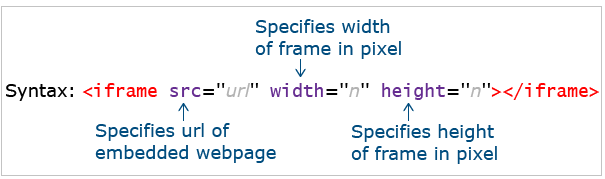 Specifies width
of frame in pixel
Syntax: <iframe src="url" width="n" height="n"></iframe>
Specifies url of
embedded webpage
Specifies height
of frame in pixel